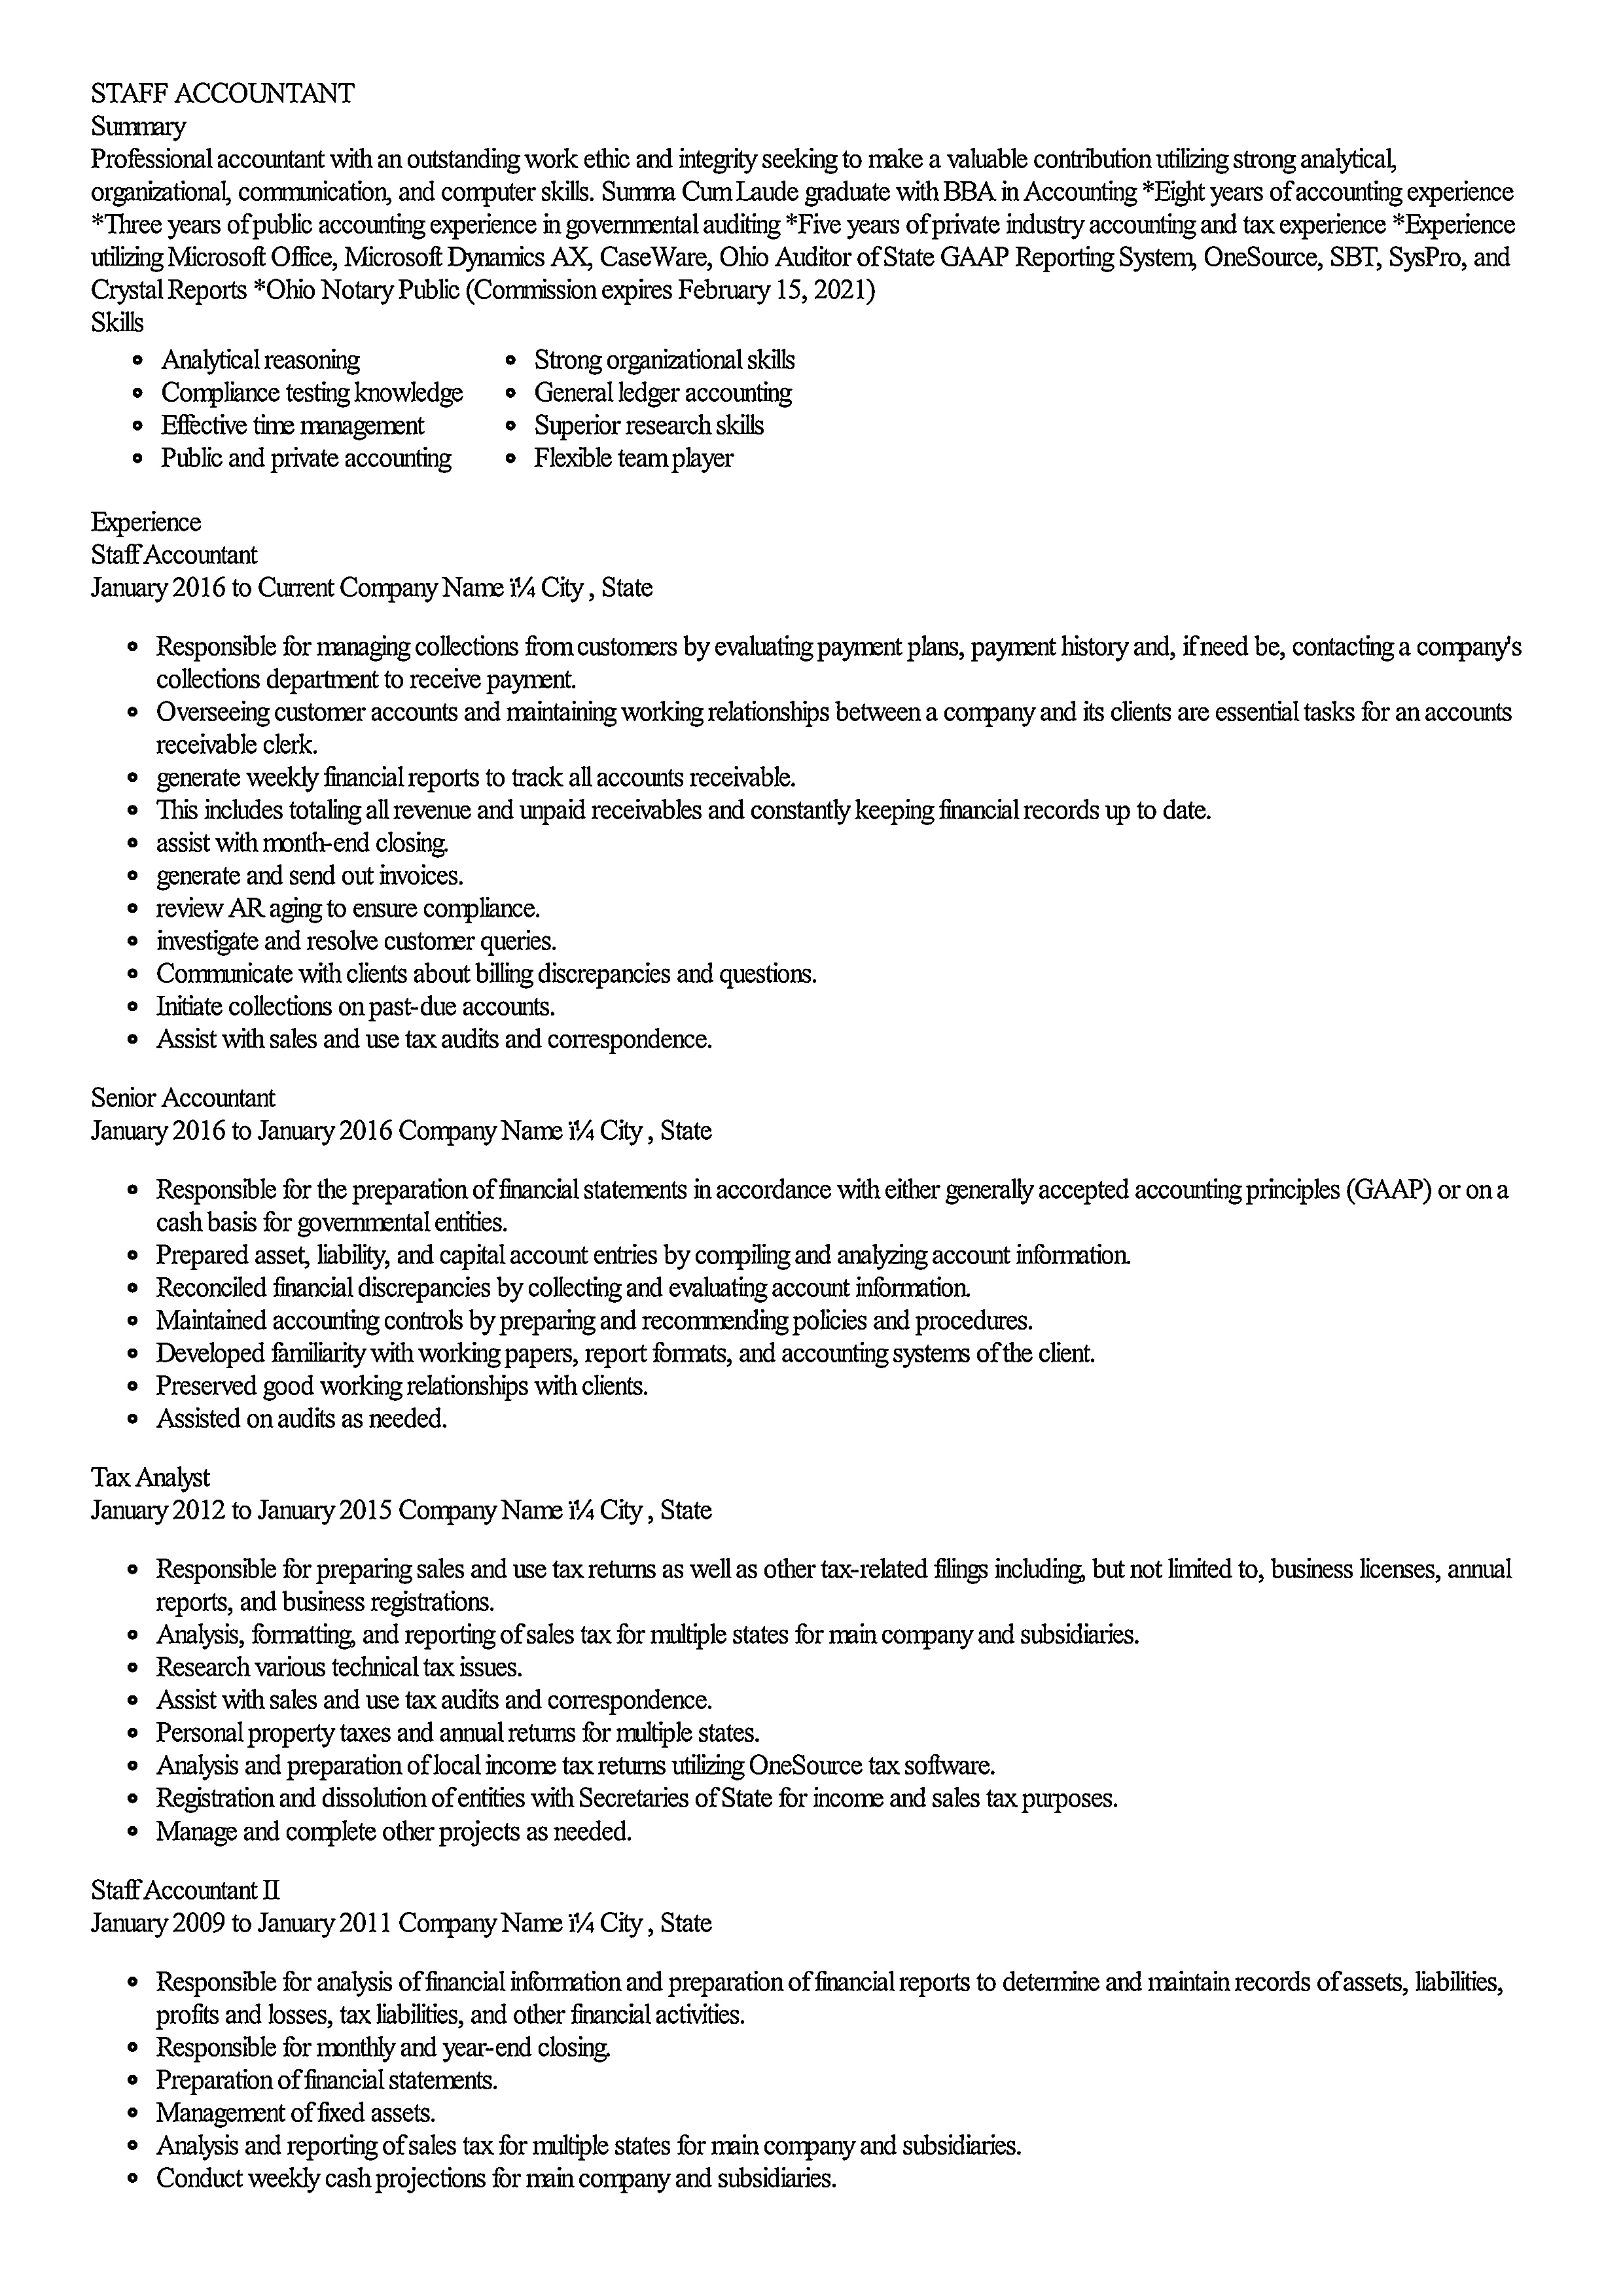 STAFF ACCOUNTANT
Summary
Professional accountant with an outstanding work ethic and integrity seeking to make a valuable contribution utilizing strong analytical,
organizational, communication, and computer skills. Summa Cum Laude graduate with BBA in Accounting *Eight years of accounting experience
*Three years of public accounting experience in governmental auditing *Five years of private industry accounting and tax experience *Experience
utilizing Microsoft Office, Microsoft Dynamics AX, CaseWare, Ohio Auditor of State GAAP Reporting System, OneSource, SBT, SysPro, and
Crystal Reports *Ohio Notary Public (Commission expires February 15, 2021)
Skills
• Analytical reasoning
• Compliance testing knowledge
• Effective time management
• Public and private accounting
• Strong organizational skills
• General ledger accounting
• Superior research skills
• Flexible team player
Experience
Staff Accountant
January 2016 to Current Company Name ï¼ City , State
• Responsible for managing collections from customers by evaluating payment plans, payment history and, if need be, contacting a company's
collections department to receive payment.
• Overseeing customer accounts and maintaining working relationships between a company and its clients are essential tasks for an accounts
receivable clerk.
• generate weekly financial reports to track all accounts receivable.
• This includes totaling all revenue and unpaid receivables and constantly keeping financial records up to date.
• assist with month-end closing.
• generate and send out invoices.
• review AR aging to ensure compliance.
• investigate and resolve customer queries.
• Communicate with clients about billing discrepancies and questions.
• Initiate collections on past-due accounts.
• Assist with sales and use tax audits and correspondence.
Senior Accountant
January 2016 to January 2016 Company Name ï¼ City , State
• Responsible for the preparation of financial statements in accordance with either generally accepted accounting principles (GAAP) or on a
cash basis for governmental entities.
• Prepared asset, liability, and capital account entries by compiling and analyzing account information.
• Reconciled financial discrepancies by collecting and evaluating account information.
• Maintained accounting controls by preparing and recommending policies and procedures.
• Developed familiarity with working papers, report formats, and accounting systems of the client.
• Preserved good working relationships with clients.
• Assisted on audits as needed.
Tax Analyst
January 2012 to January 2015 Company Name ï¼ City , State
• Responsible for preparing sales and use tax returns as well as other tax-related filings including, but not limited to, business licenses, annual
reports, and business registrations.
• Analysis, formatting, and reporting of sales tax for multiple states for main company and subsidiaries.
• Research various technical tax issues.
• Assist with sales and use tax audits and correspondence.
• Personal property taxes and annual returns for multiple states.
• Analysis and preparation of local income tax returns utilizing OneSource tax software.
• Registration and dissolution of entities with Secretaries of State for income and sales tax purposes.
• Manage and complete other projects as needed.
Staff Accountant II
January 2009 to January 2011 Company Name ï¼ City , State
• Responsible for analysis of financial information and preparation of financial reports to determine and maintain records of assets, liabilities,
profits and losses, tax liabilities, and other financial activities.
• Responsible for monthly and year-end closing.
• Preparation of financial statements.
• Management of fixed assets.
• Analysis and reporting of sales tax for multiple states for main company and subsidiaries.
• Conduct weekly cash projections for main company and subsidiaries.